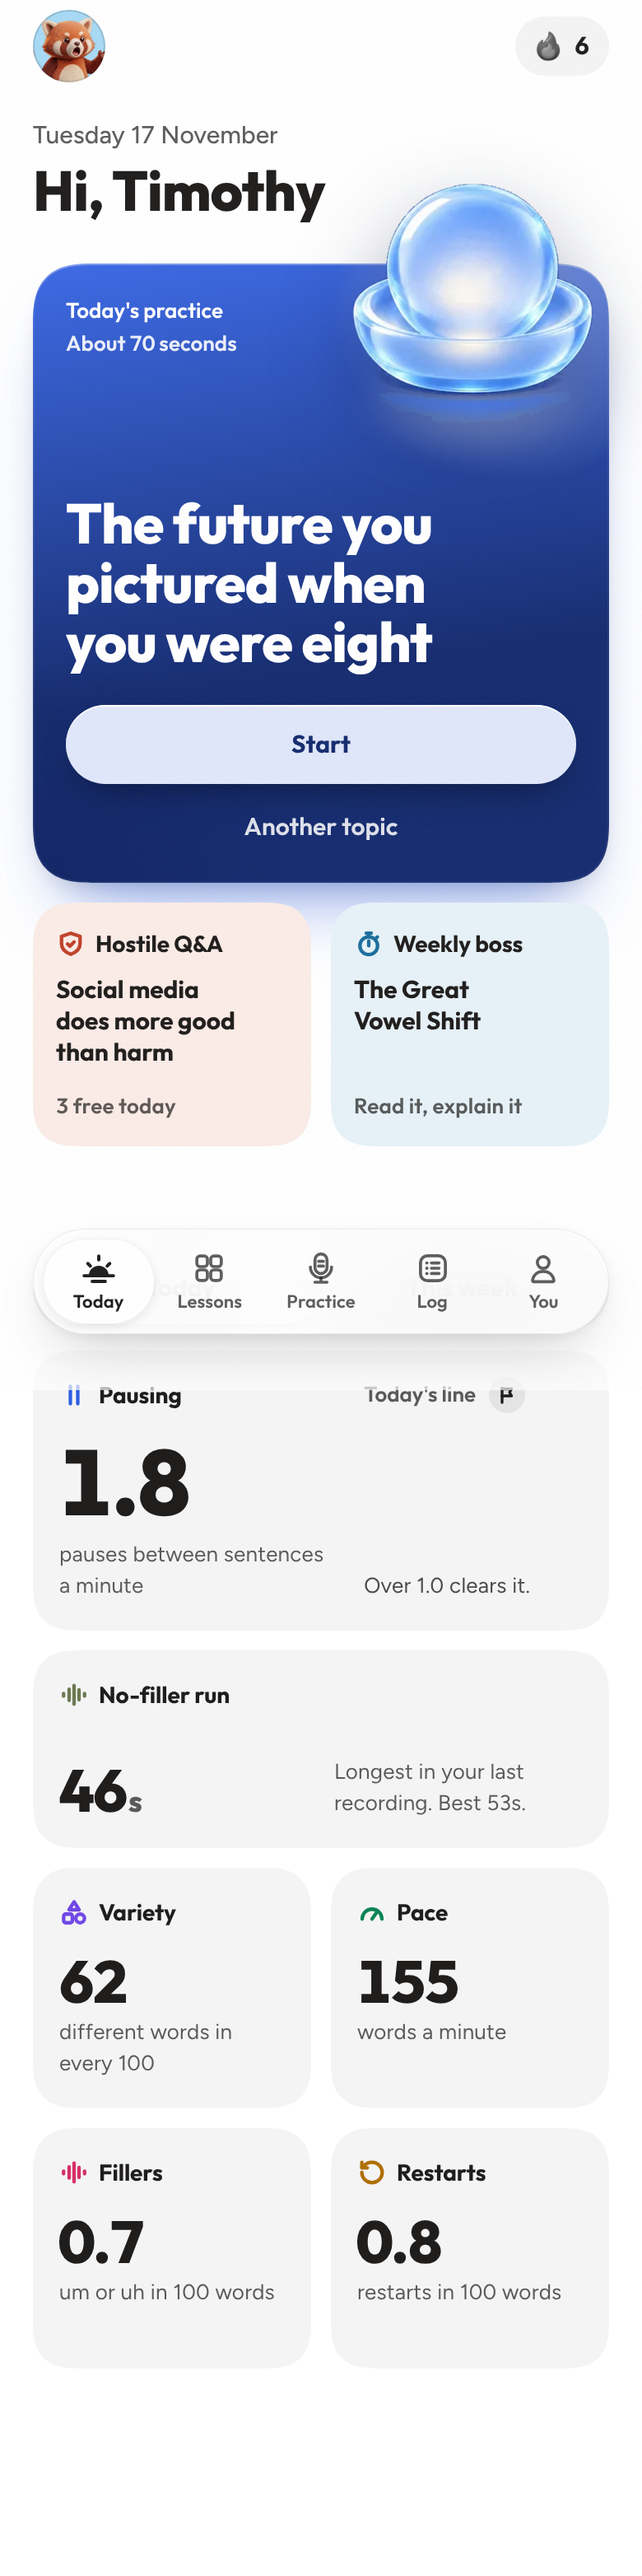 6
Tuesday 17 November
Hi, Timothy
Today's practice
About 70 seconds
The future you
pictured when
you were eight
Start
Another topic
Hostile Q&A
Social media
does more good
than harm
3 free today
Weekly boss
The Great
Vowel Shift
Read it, explain it
Today
Lessons
Practice
Log
You
Today
This week
Pausing
Today's line
1.8
pauses between sentences
a minute
Over 1.0 clears it.
No-filler run
46s
Longest in your last
recording. Best 53s.
Variety
62
different words in
every 100
Pace
155
words a minute
Fillers
0.7
um or uh in 100 words
Restarts
0.8
restarts in 100 words